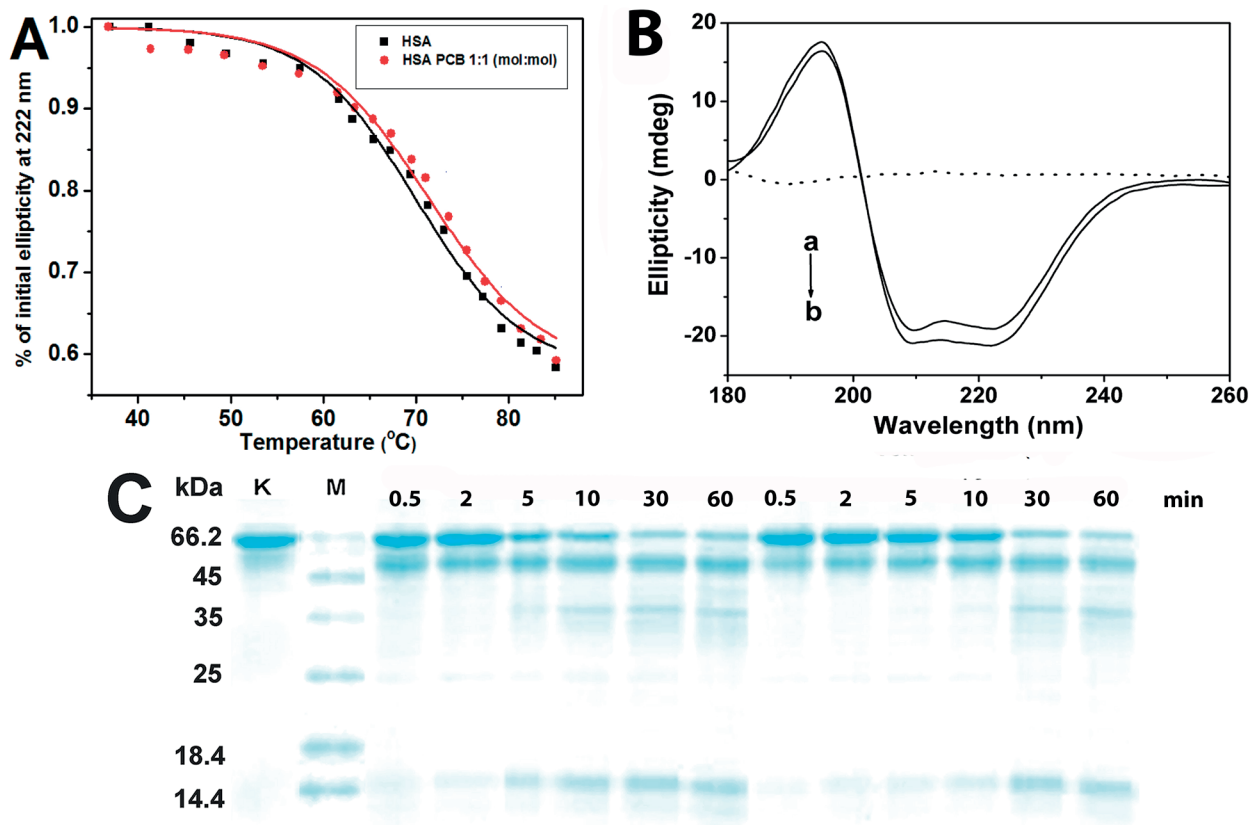 A
% of initial ellipticity at 222 nm
1.0
0.9
0.8
0.7
0.6
HSA
HSA PCB 1:1 (mol:mol)
40 50 60 70 80
Temperature (°C)
B
Ellipticity (mdeg)
20
10
0
-10
-20
a
b
180 200 220 240 260
Wavelength (nm)
C
kDa K M 0.5 2 5 10 30 60 0.5 2 5 10 30 60 min
66.2
45
35
25
18.4
14.4